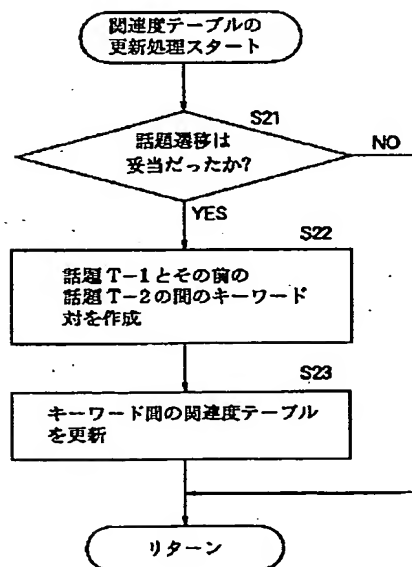 関連度テーブルの
更新処理スタート
S21
話題遷移は
妥当だったか?
NO
YES
S22
話題T-1とその前の
話題T-2の間のキーワード
対を作成
S23
キーワード間の関連度テーブル
を更新
リターン